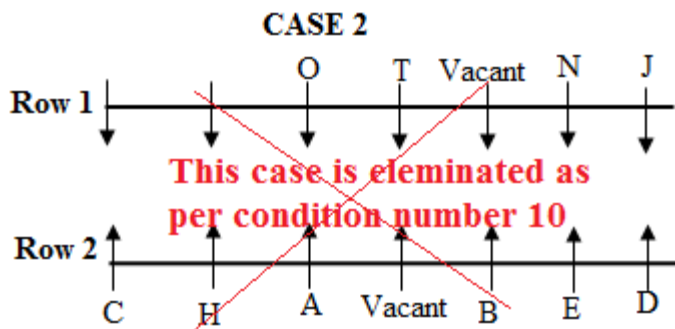 CASE 2
O T Vacant N J
Row 1
This case is eleminated as
per condition number 10
Row 2
C H A Vacant B E D